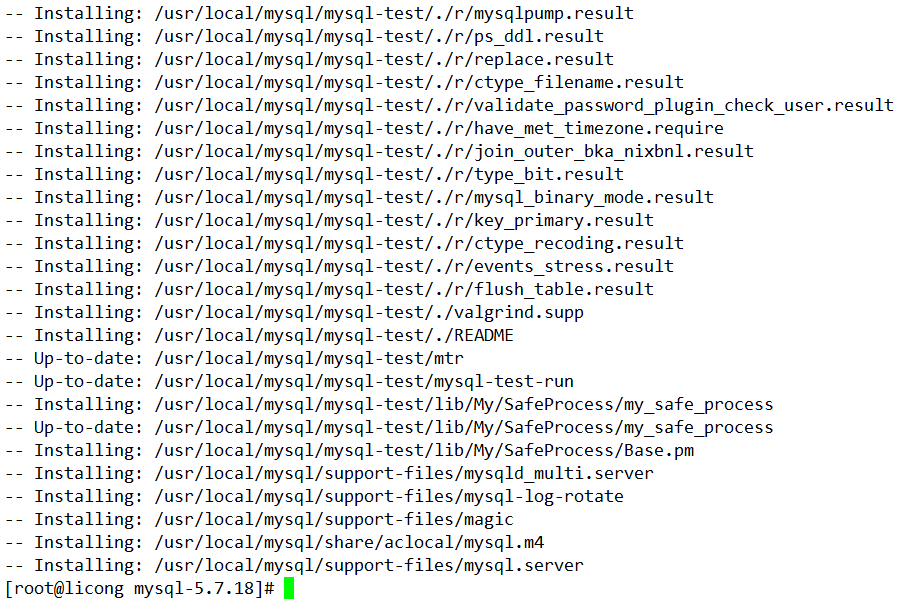 -- Installing: /usr/local/mysql/mysql-test/./r/mysqlpump.result
-- Installing: /usr/local/mysql/mysql-test/./r/ps_ddl.result
-- Installing: /usr/local/mysql/mysql-test/./r/replace.result
-- Installing: /usr/local/mysql/mysql-test/./r/ctype_filename.result
-- Installing: /usr/local/mysql/mysql-test/./r/validate_password_plugin_check_user.result
-- Installing: /usr/local/mysql/mysql-test/./r/have_met_timezone.require
-- Installing: /usr/local/mysql/mysql-test/./r/join_outer_bka_nixbnl.result
-- Installing: /usr/local/mysql/mysql-test/./r/type_bit.result
-- Installing: /usr/local/mysql/mysql-test/./r/mysql_binary_mode.result
-- Installing: /usr/local/mysql/mysql-test/./r/key_primary.result
-- Installing: /usr/local/mysql/mysql-test/./r/ctype_recoding.result
-- Installing: /usr/local/mysql/mysql-test/./r/events_stress.result
-- Installing: /usr/local/mysql/mysql-test/./r/flush_table.result
-- Installing: /usr/local/mysql/mysql-test/./valgrind.supp
-- Installing: /usr/local/mysql/mysql-test/./README
-- Up-to-date: /usr/local/mysql/mysql-test/mtr
-- Up-to-date: /usr/local/mysql/mysql-test/mysql-test-run
-- Installing: /usr/local/mysql/mysql-test/lib/My/SafeProcess/my_safe_process
-- Up-to-date: /usr/local/mysql/mysql-test/lib/My/SafeProcess/my_safe_process
-- Installing: /usr/local/mysql/mysql-test/lib/My/SafeProcess/Base.pm
-- Installing: /usr/local/mysql/support-files/mysqld_multi.server
-- Installing: /usr/local/mysql/support-files/mysql-log-rotate
-- Installing: /usr/local/mysql/support-files/magic
-- Installing: /usr/local/mysql/share/aclocal/mysql.m4
-- Installing: /usr/local/mysql/support-files/mysql.server
[root@licong mysql-5.7.18]#